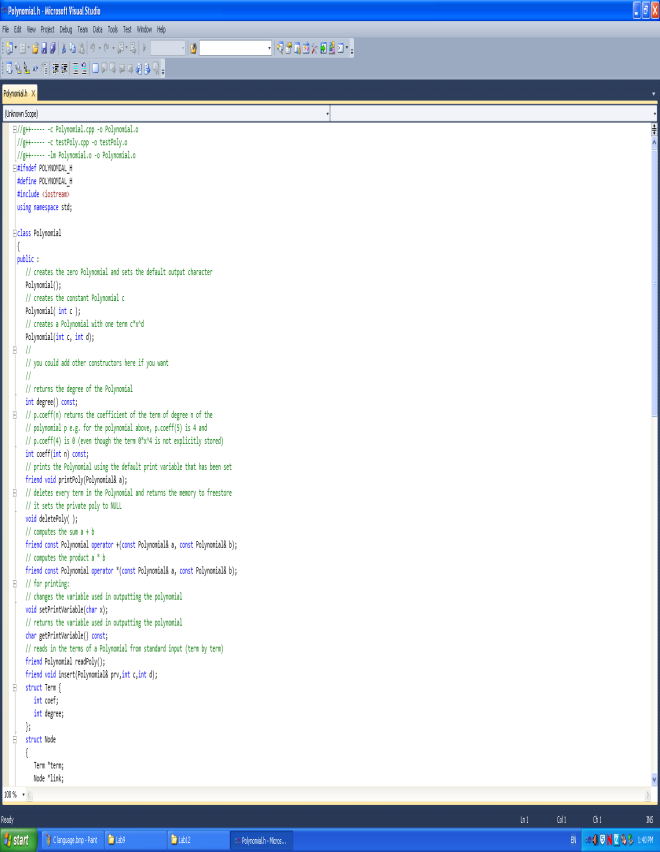 Polynomial.h - Microsoft Visual Studio
File Edit View Project Debug Team Data Tools Test Window Help
Polynomial.h X
(Unknown Scope)
//g++----- -c Polynomial.cpp -o Polynomial.o
//g++----- -c testPoly.cpp -o testPoly.o
//g++----- -lm Polynomial.o -o Polynomial.o
#ifndef POLYNOMIAL_H
#define POLYNOMIAL_H
#include <iostream>
using namespace std;
class Polynomial
{
public :
// creates the zero Polynomial and sets the default output character
Polynomial();
// creates the constant Polynomial c
Polynomial( int c );
// creates a Polynomial with one term c*x^d
Polynomial(int c, int d);
//
// you could add other constructors here if you want
//
// returns the degree of the Polynomial
int degree() const;
// p.coeff(n) returns the coefficient of the term of degree n of the
// polynomial p e.g. for the polynomial above, p.coeff(5) is 4 and
// p.coeff(4) is 0 (even though the term 0*x^4 is not explicitly stored)
int coeff(int n) const;
// prints the Polynomial using the default print variable that has been set
friend void printPoly(Polynomial& a);
// deletes every term in the Polynomial and returns the memory to freestore
// it sets the private poly to NULL
void deletePoly( );
// computes the sum a + b
friend const Polynomial operator +(const Polynomial& a, const Polynomial& b);
// computes the product a * b
friend const Polynomial operator *(const Polynomial& a, const Polynomial& b);
// for printing:
// changes the variable used in outputting the polynomial
void setPrintVariable(char x);
// returns the variable used in outputting the polynomial
char getPrintVariable() const;
// reads in the terms of a Polynomial from standard input (term by term)
friend Polynomial readPoly();
friend void insert(Polynomial& prv,int c,int d);
struct Term {
int coef;
int degree;
};
struct Node
{
Term *term;
Node *link;
100 %
Ready Ln 1 Col 1 Ch 1 INS
start C language.bmp - Paint Lab9 Lab12 Polynomial.h - Micros... EN 1:40 PM